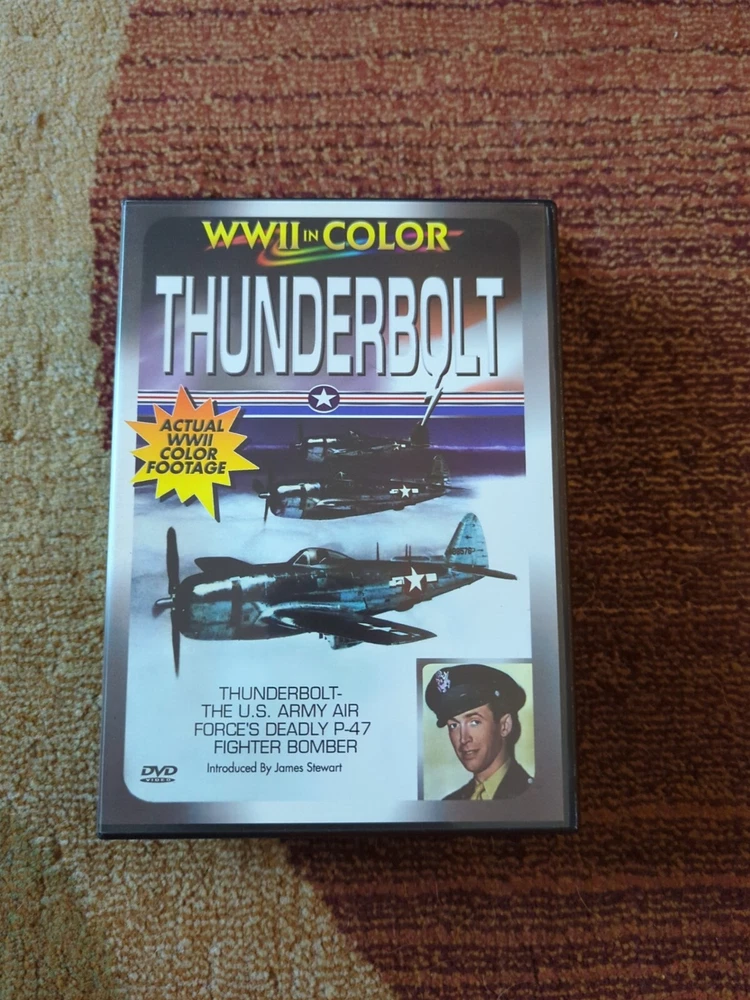 WWII IN COLOR
THUNDERBOLT
ACTUAL
WWII
COLOR
FOOTAGE
THUNDERBOLT-
THE U.S. ARMY AIR
FORCE'S DEADLY P-47
FIGHTER BOMBER
Introduced By James Stewart
DVD
VIDEO